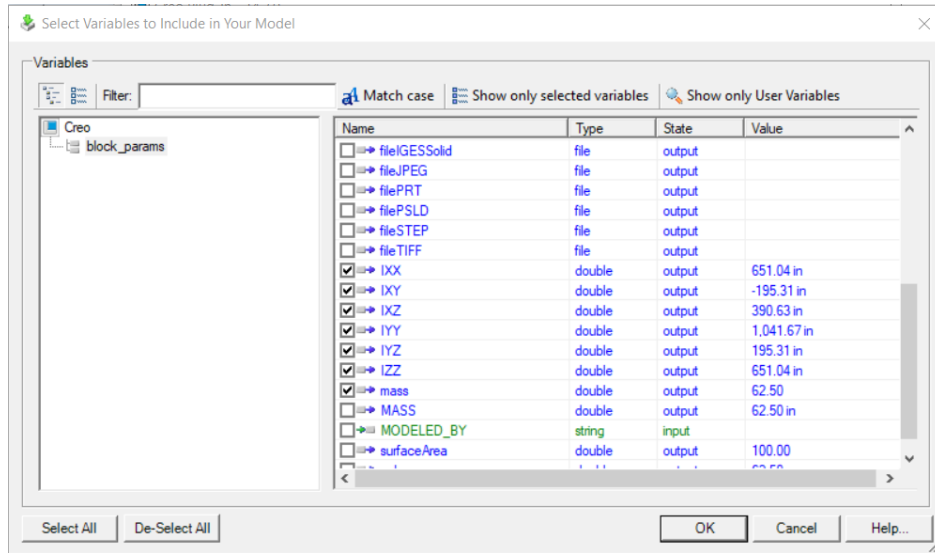 Select Variables to Include in Your Model
Variables
Filter:
Match case
Show only selected variables
Show only User Variables
Creo
block_params
Name Type State Value
fileIGESSolid file output
fileJPEG file output
filePRT file output
filePSLD file output
fileSTEP file output
fileTIFF file output
IXX double output 651.04 in
IXY double output -195.31 in
IXZ double output 390.63 in
IYY double output 1,041.67 in
IYZ double output 195.31 in
IZZ double output 651.04 in
mass double output 62.50
MASS double output 62.50 in
MODELED_BY string input
surfaceArea double output 100.00
Select All
De-Select All
OK
Cancel
Help...